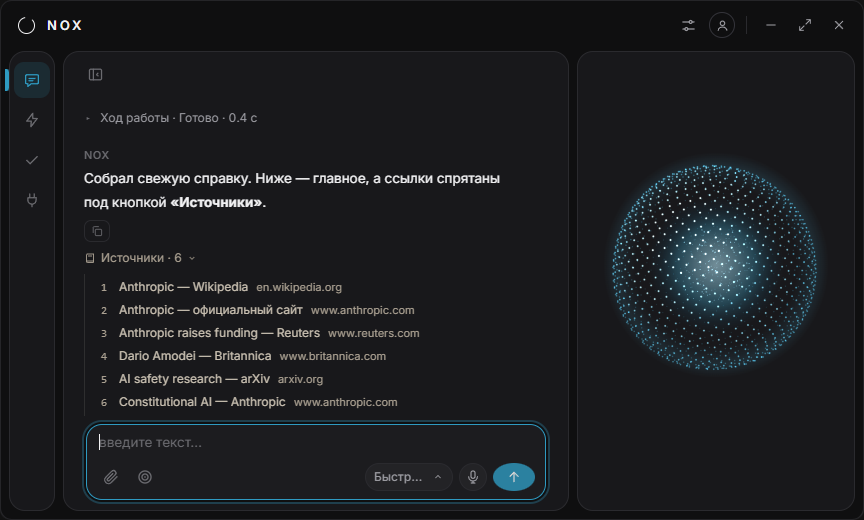 NOX
Ход работы · Готово · 0.4 с
NOX
Собрал свежую справку. Ниже — главное, а ссылки спрятаны
под кнопкой «Источники».
Источники · 6
1 Anthropic — Wikipedia en.wikipedia.org
2 Anthropic — официальный сайт www.anthropic.com
3 Anthropic raises funding — Reuters www.reuters.com
4 Dario Amodei — Britannica www.britannica.com
5 AI safety research — arXiv arxiv.org
6 Constitutional AI — Anthropic www.anthropic.com
введите текст...
Быстр...